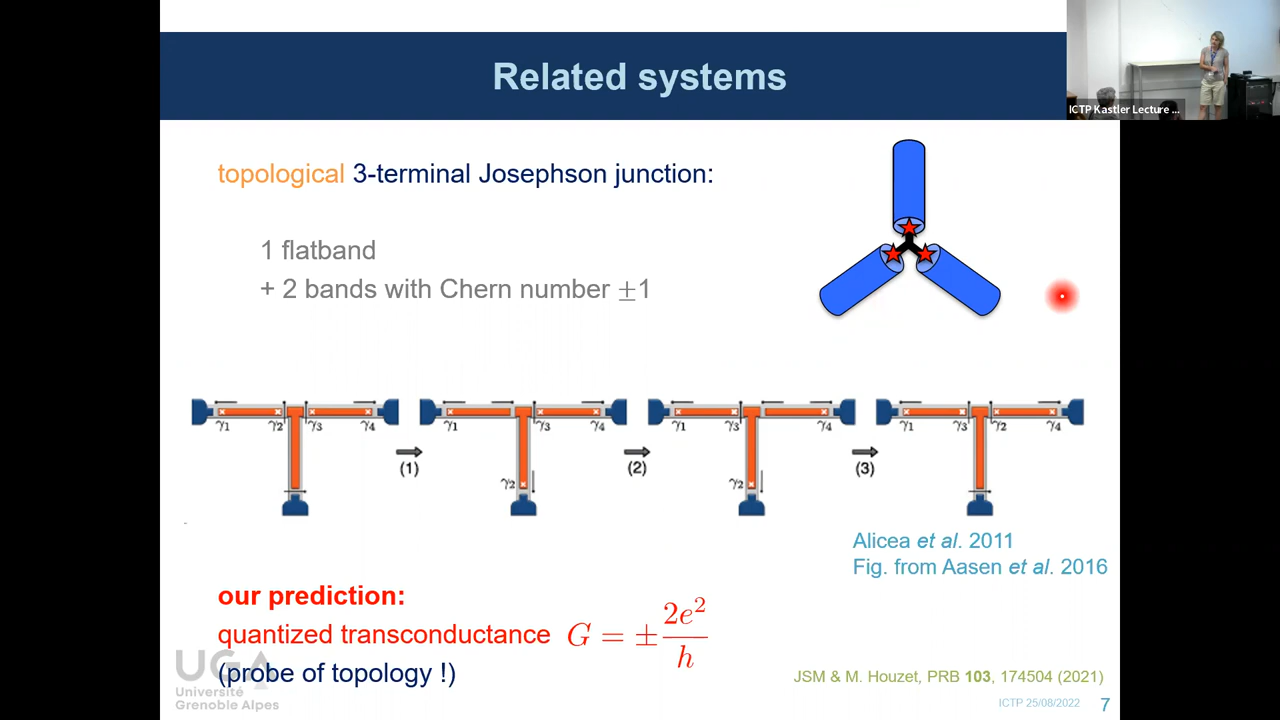 Related systems
ICTP Kastler Lecture ...
topological 3-terminal Josephson junction:
1 flatband
+ 2 bands with Chern number ±1
γ1 γ2 γ3 γ4
γ1 γ3 γ4
γ1 γ3 γ4
γ1 γ3 γ2 γ4
(1) (2) (3)
γ2 γ2
Alicea et al. 2011
Fig. from Aasen et al. 2016
our prediction:
quantized transconductance G = ± 2e² / h
(probe of topology !)
UGA
Université
Grenoble Alpes
JSM & M. Houzet, PRB 103, 174504 (2021)
ICTP 25/08/2022 7